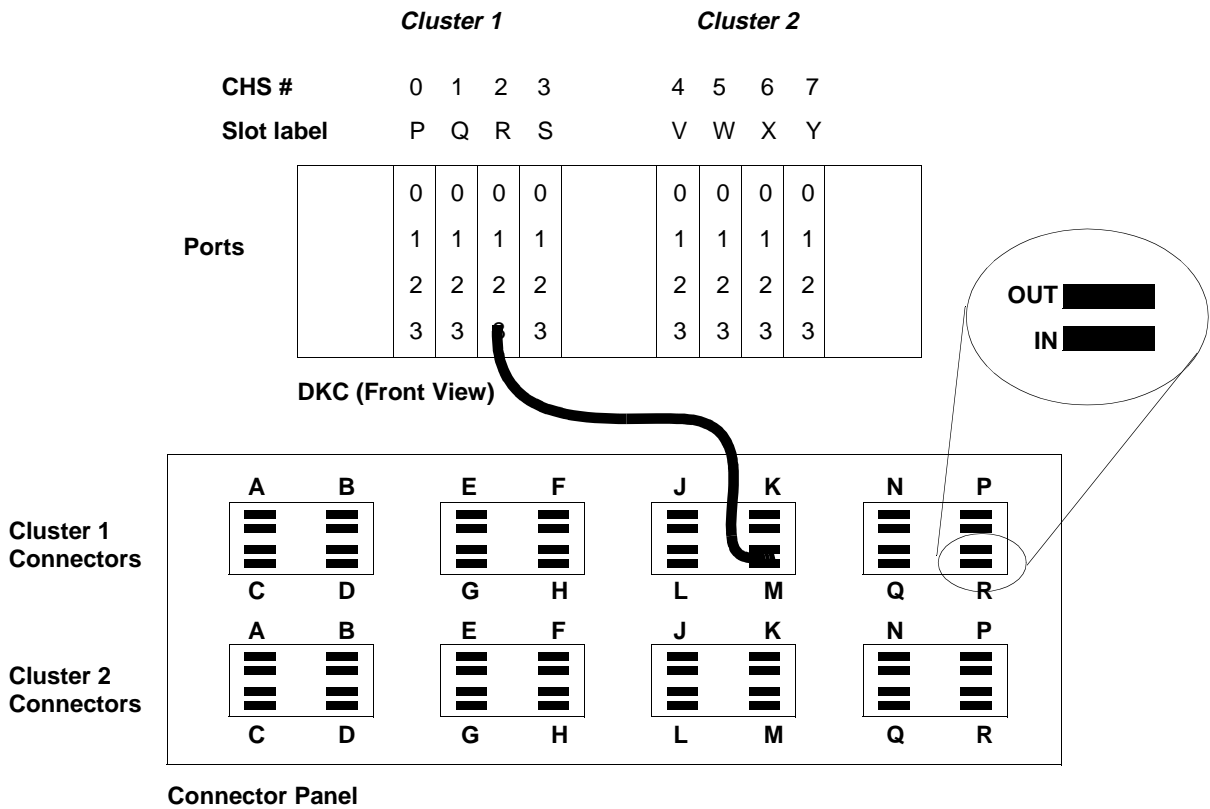 Cluster 1 Cluster 2
CHS # 0 1 2 3 4 5 6 7
Slot label P Q R S V W X Y
0 0 0 0 0 0 0 0
Ports 1 1 1 1 1 1 1 1
2 2 2 2 2 2 2 2
3 3 3 3 3 3 3 3
OUT
IN
DKC (Front View)
A B E F J K N P
Cluster 1
Connectors
C D G H L M Q R
A B E F J K N P
Cluster 2
Connectors
C D G H L M Q R
Connector Panel